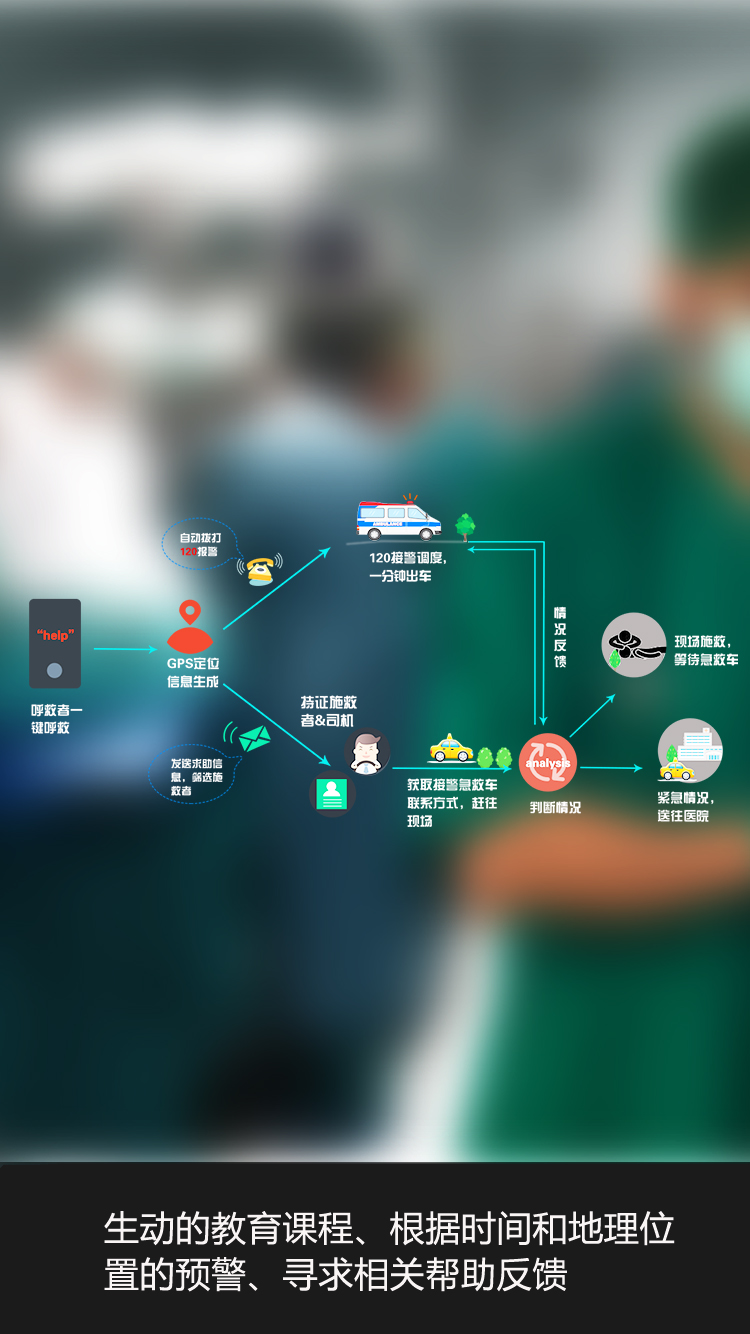 自动拨打
120报警
AMBULANCE
120接警调度,
一分钟出车
“help”
呼救者一
键呼救
GPS定位
信息生成
情
况
反
馈
现场施救,
等待急救车
持证施救
者&司机
发送求助信
息，筛选施
救者
获取接警急救车
联系方式，赶往
现场
analysis
判断情况
紧急情况，
送往医院
生动的教育课程、根据时间和地理位
置的预警、寻求相关帮助反馈